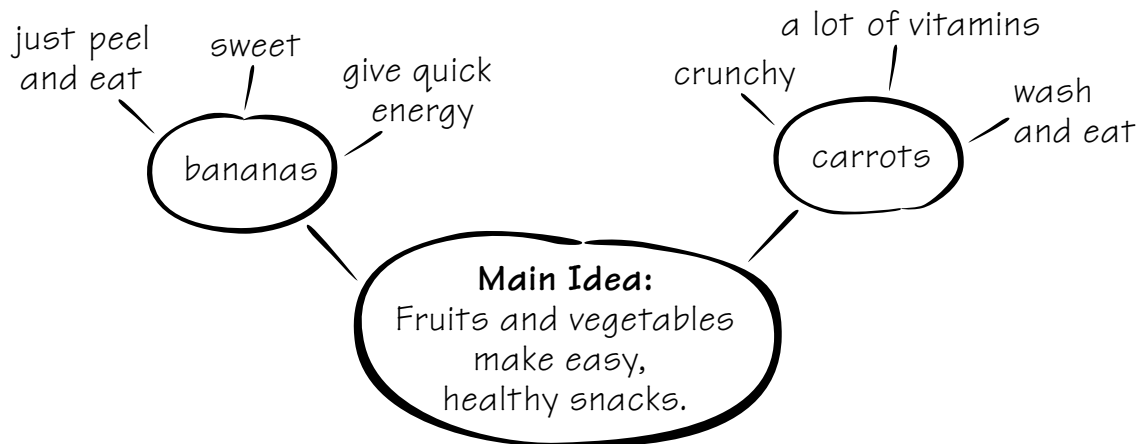 just peel
and eat
sweet
give quick
energy
bananas
a lot of vitamins
crunchy
wash
and eat
carrots
Main Idea:
Fruits and vegetables
make easy,
healthy snacks.